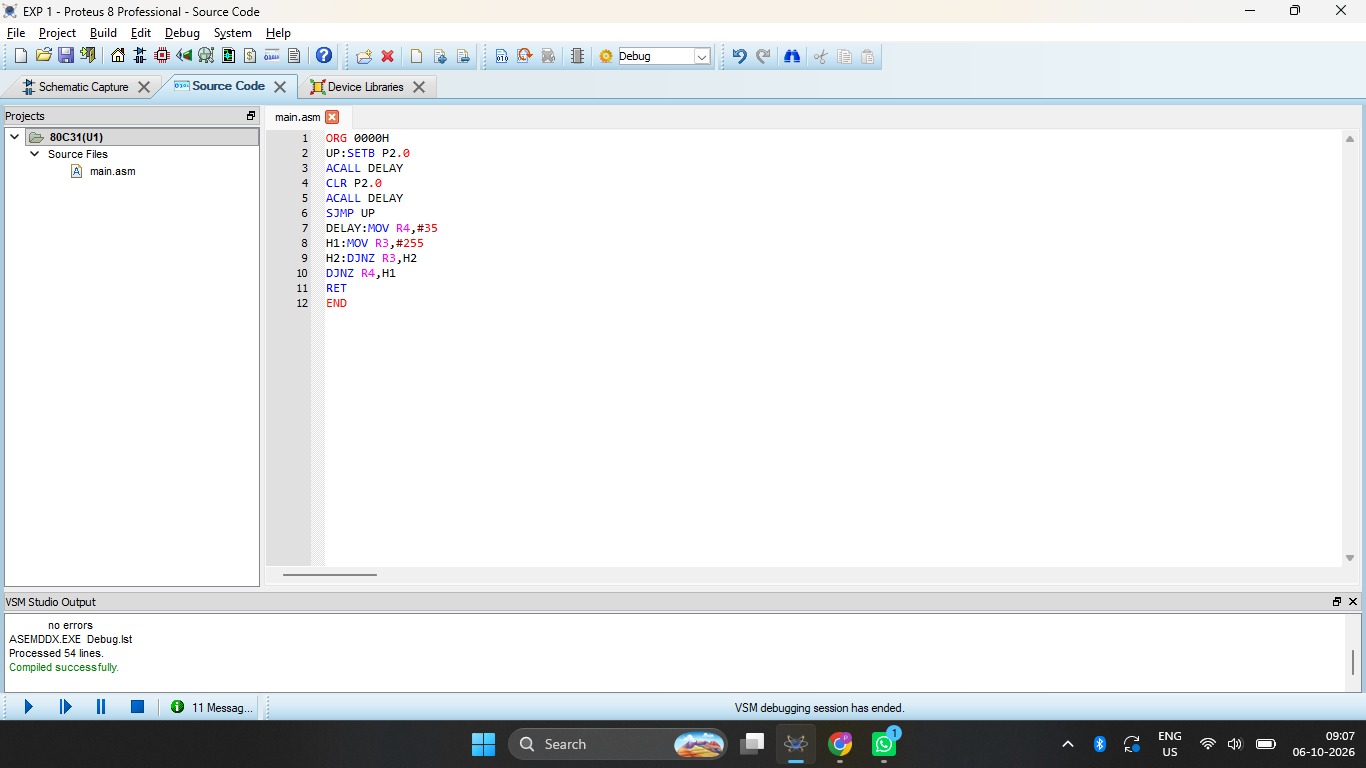 EXP 1 - Proteus 8 Professional - Source Code
File Project Build Edit Debug System Help
Debug
Schematic Capture
Source Code
Device Libraries
Projects
80C31(U1)
Source Files
main.asm
main.asm
1 ORG 0000H
2 UP:SETB P2.0
3 ACALL DELAY
4 CLR P2.0
5 ACALL DELAY
6 SJMP UP
7 DELAY:MOV R4,#35
8 H1:MOV R3,#255
9 H2:DJNZ R3,H2
10 DJNZ R4,H1
11 RET
12 END
VSM Studio Output
no errors
ASEMDDX.EXE Debug.lst
Processed 54 lines.
Compiled successfully.
11 Messag...
VSM debugging session has ended.
Search
1
ENG
US
09:07
06-10-2026